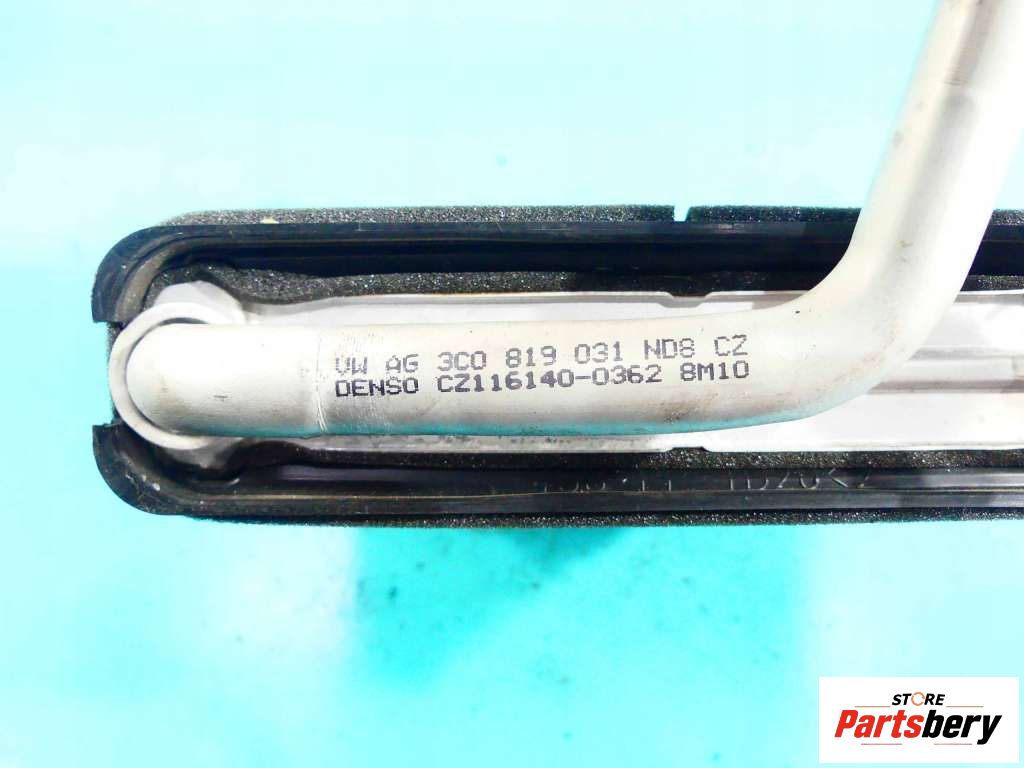 VW AG 3C0 819 031 ND8 CZ
DENSO CZ116140-0362 8M10
STORE
Partsbery